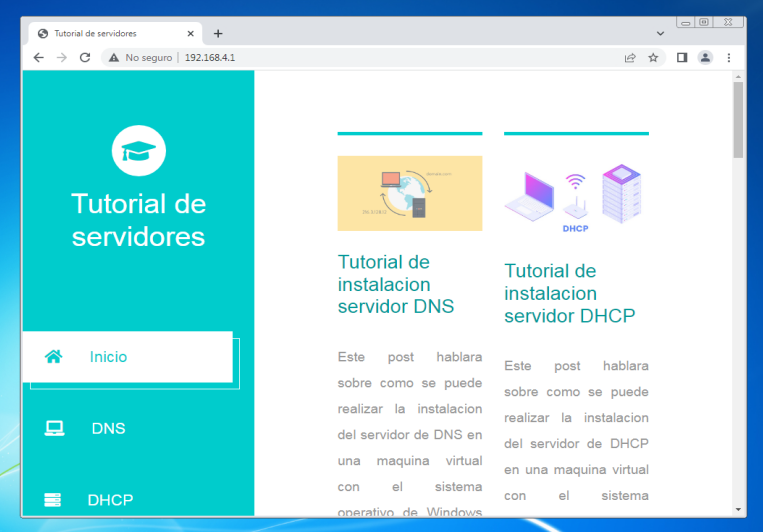 Tutorial de servidores
No seguro
192.168.4.1
Tutorial de
servidores
Inicio
DNS
DHCP
Tutorial de
instalacion
servidor DNS
Este post hablara
sobre como se puede
realizar la instalacion
del servidor de DNS en
una maquina virtual
con el sistema
operativo de Windows
DHCP
Tutorial de
instalacion
servidor DHCP
Este post hablara
sobre como se puede
realizar la instalacion
del servidor de DHCP
en una maquina virtual
con el sistema